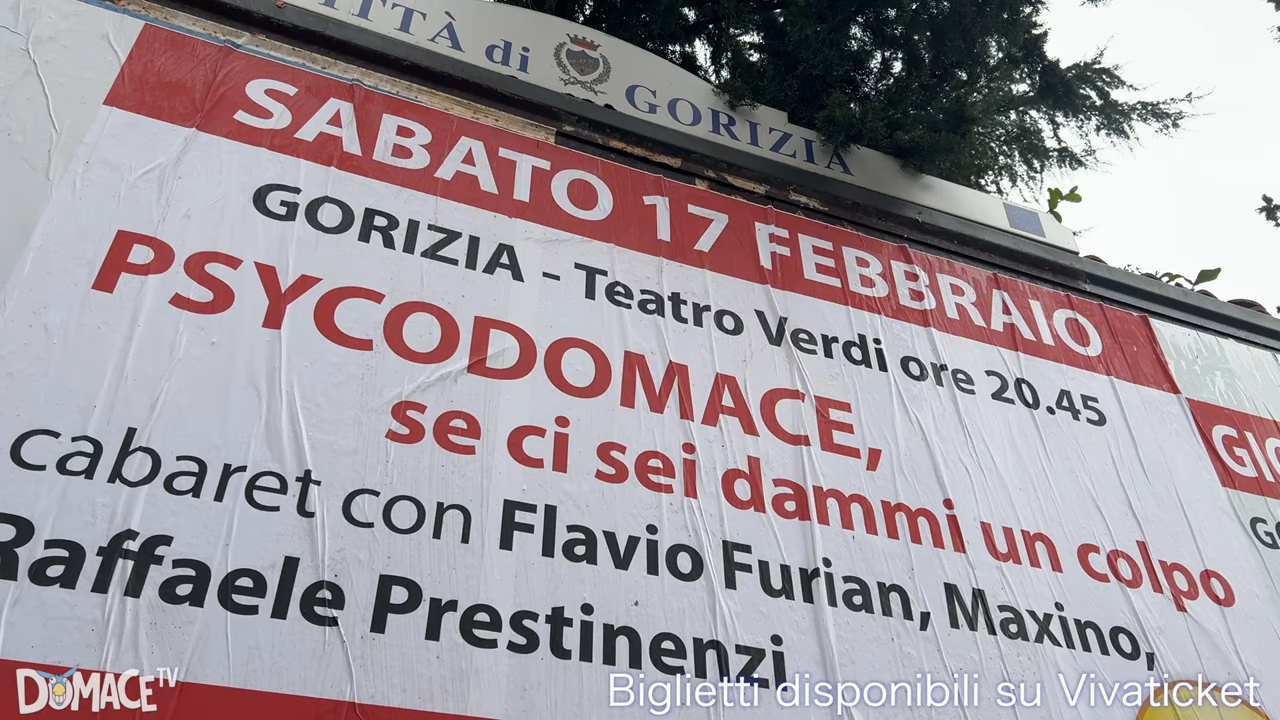 CITTÀ di GORIZIA
SABATO 17 FEBBRAIO
GORIZIA - Teatro Verdi ore 20.45
PSYCODOMACE,
se ci sei dammi un colpo
cabaret con Flavio Furian, Maxino,
Raffaele Prestinenzi
DOMACE TV
Biglietti disponibili su Vivaticket